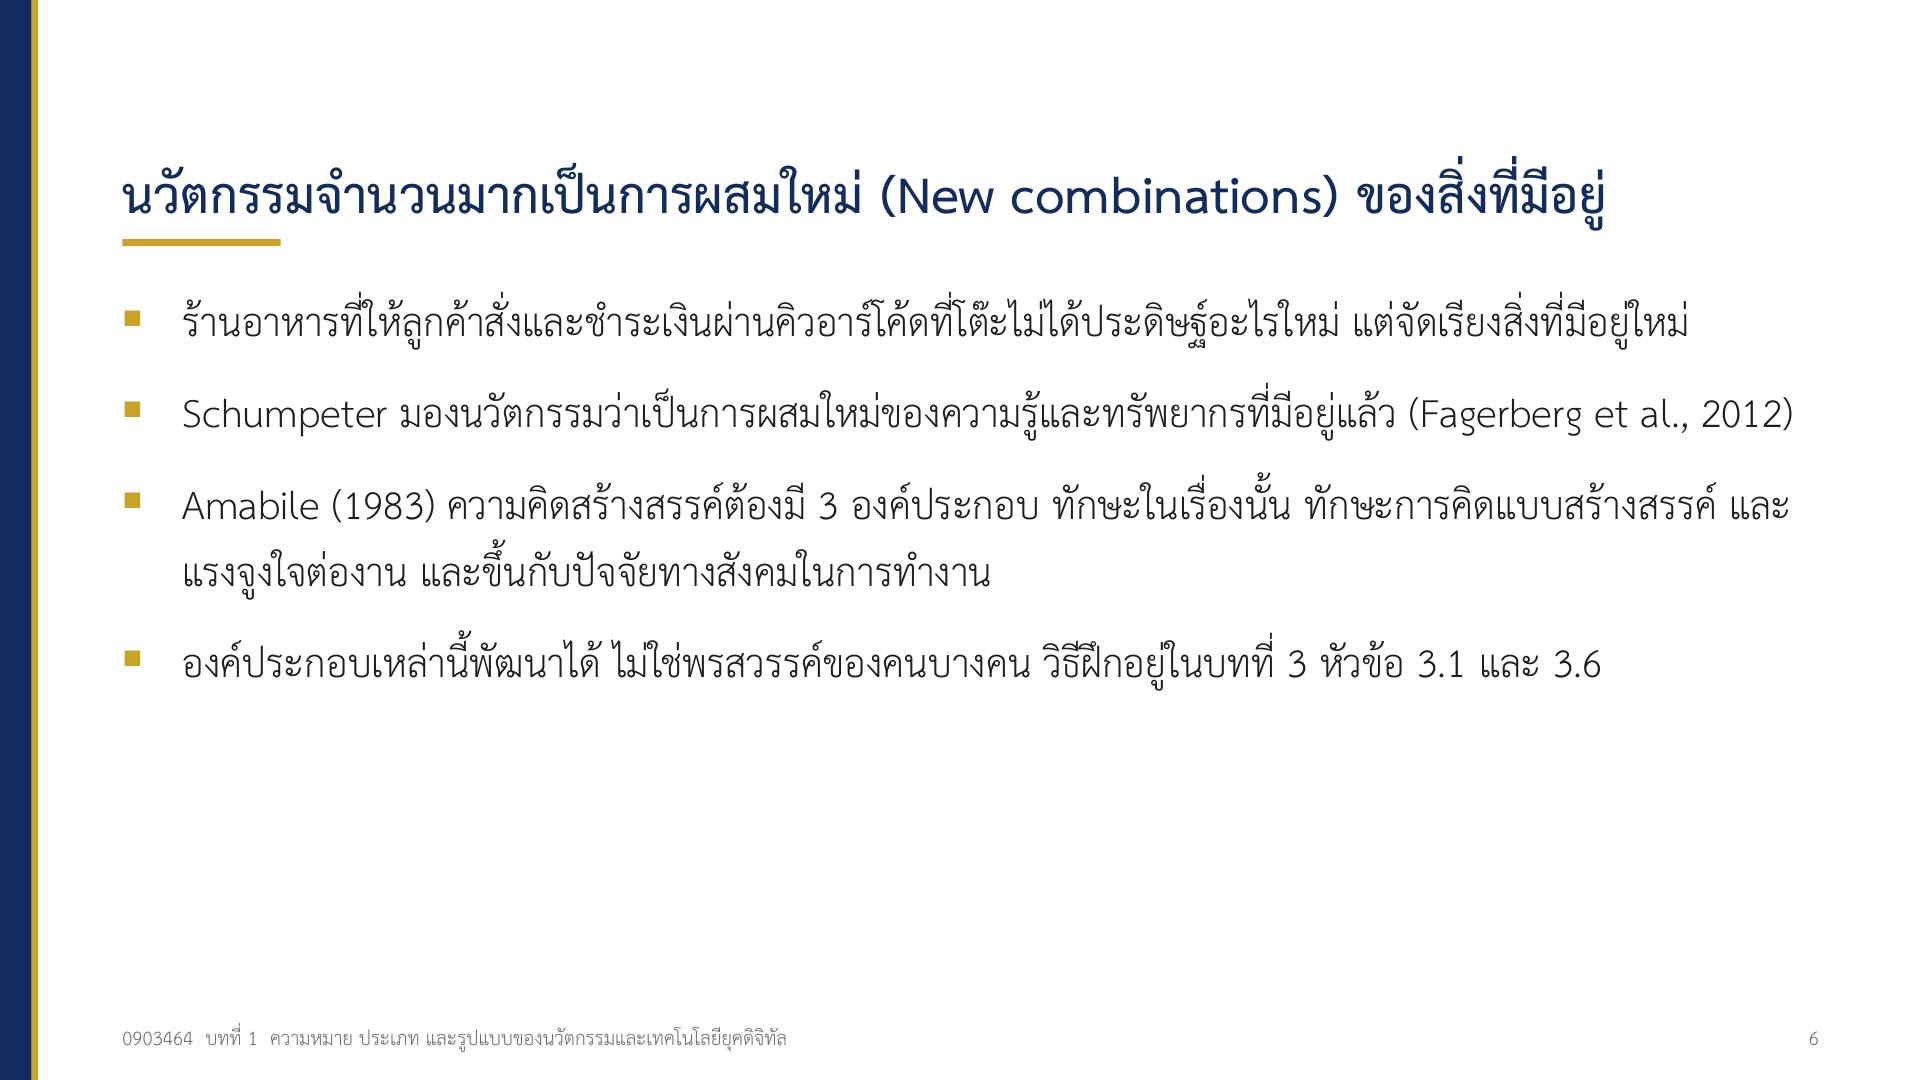 นวัตกรรมจำนวนมากเป็นการผสมใหม่ (New combinations) ของสิ่งที่มีอยู่
ร้านอาหารที่ให้ลูกค้าสั่งและชำระเงินผ่านคิวอาร์โค้ดที่โต๊ะไม่ได้ประดิษฐ์อะไรใหม่ แต่จัดเรียงสิ่งที่มีอยู่ใหม่
Schumpeter มองนวัตกรรมว่าเป็นการผสมใหม่ของความรู้และทรัพยากรที่มีอยู่แล้ว (Fagerberg et al., 2012)
Amabile (1983) ความคิดสร้างสรรค์ต้องมี 3 องค์ประกอบ ทักษะในเรื่องนั้น ทักษะการคิดแบบสร้างสรรค์ และ
แรงจูงใจต่องาน และขึ้นกับปัจจัยทางสังคมในการทำงาน
องค์ประกอบเหล่านี้พัฒนาได้ ไม่ใช่พรสวรรค์ของคนบางคน วิธีฝึกอยู่ในบทที่ 3 หัวข้อ 3.1 และ 3.6
0903464 บทที่ 1 ความหมาย ประเภท และรูปแบบของนวัตกรรมและเทคโนโลยียุคดิจิทัล
6